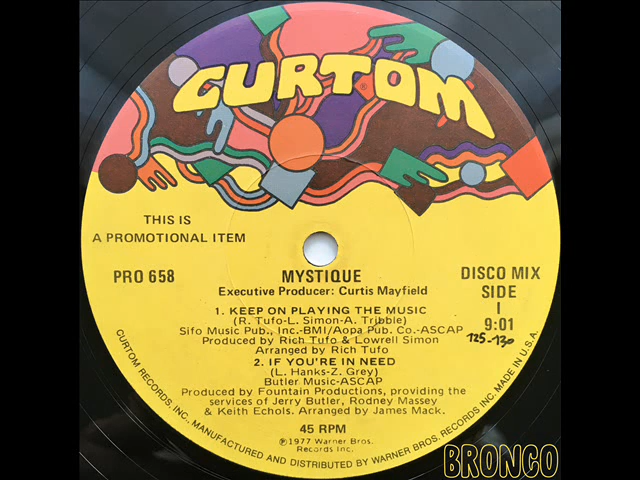 CURTOM
®
THIS IS
A PROMOTIONAL ITEM
PRO 658
MYSTIQUE
Executive Producer: Curtis Mayfield
DISCO MIX
SIDE
I
9:01
125-130
1. KEEP ON PLAYING THE MUSIC
(R. Tufo-L. Simon-A. Tribble)
Sifo Music Pub., Inc.-BMI/Aopa Pub. Co.-ASCAP
Produced by Rich Tufo & Lowrell Simon
Arranged by Rich Tufo
2. IF YOU'RE IN NEED
(L. Hanks-Z. Grey)
Butler Music-ASCAP
Produced by Fountain Productions, providing the
services of Jerry Butler, Rodney Massey
& Keith Echols. Arranged by James Mack.
45 RPM
℗1977 Warner Bros.
Records Inc.
CURTOM RECORDS, INC., MANUFACTURED AND DISTRIBUTED BY WARNER BROS. RECORDS INC. MADE IN U.S.A.
BRONCO